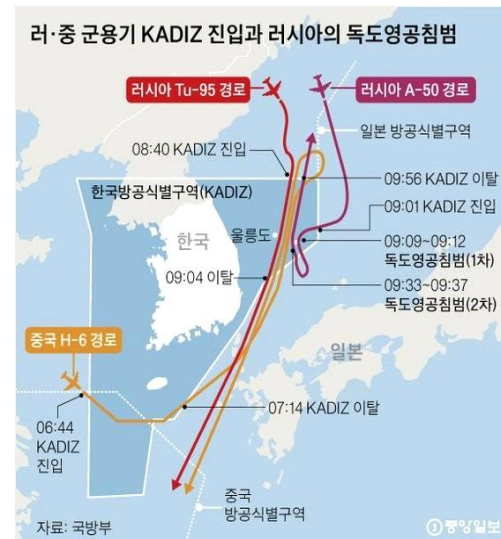 러·중 군용기 KADIZ 진입과 러시아의 독도영공침범
러시아 Tu-95 경로
러시아 A-50 경로
일본 방공식별구역
08:40 KADIZ 진입
한국방공식별구역(KADIZ)
09:56 KADIZ 이탈
09:01 KADIZ 진입
한국
울릉도
09:09~09:12
독도영공침범(1차)
09:04 이탈
09:33~09:37
독도영공침범(2차)
중국 H-6 경로
일본
06:44
KADIZ
진입
07:14 KADIZ 이탈
중국
방공식별구역
자료: 국방부
중앙일보